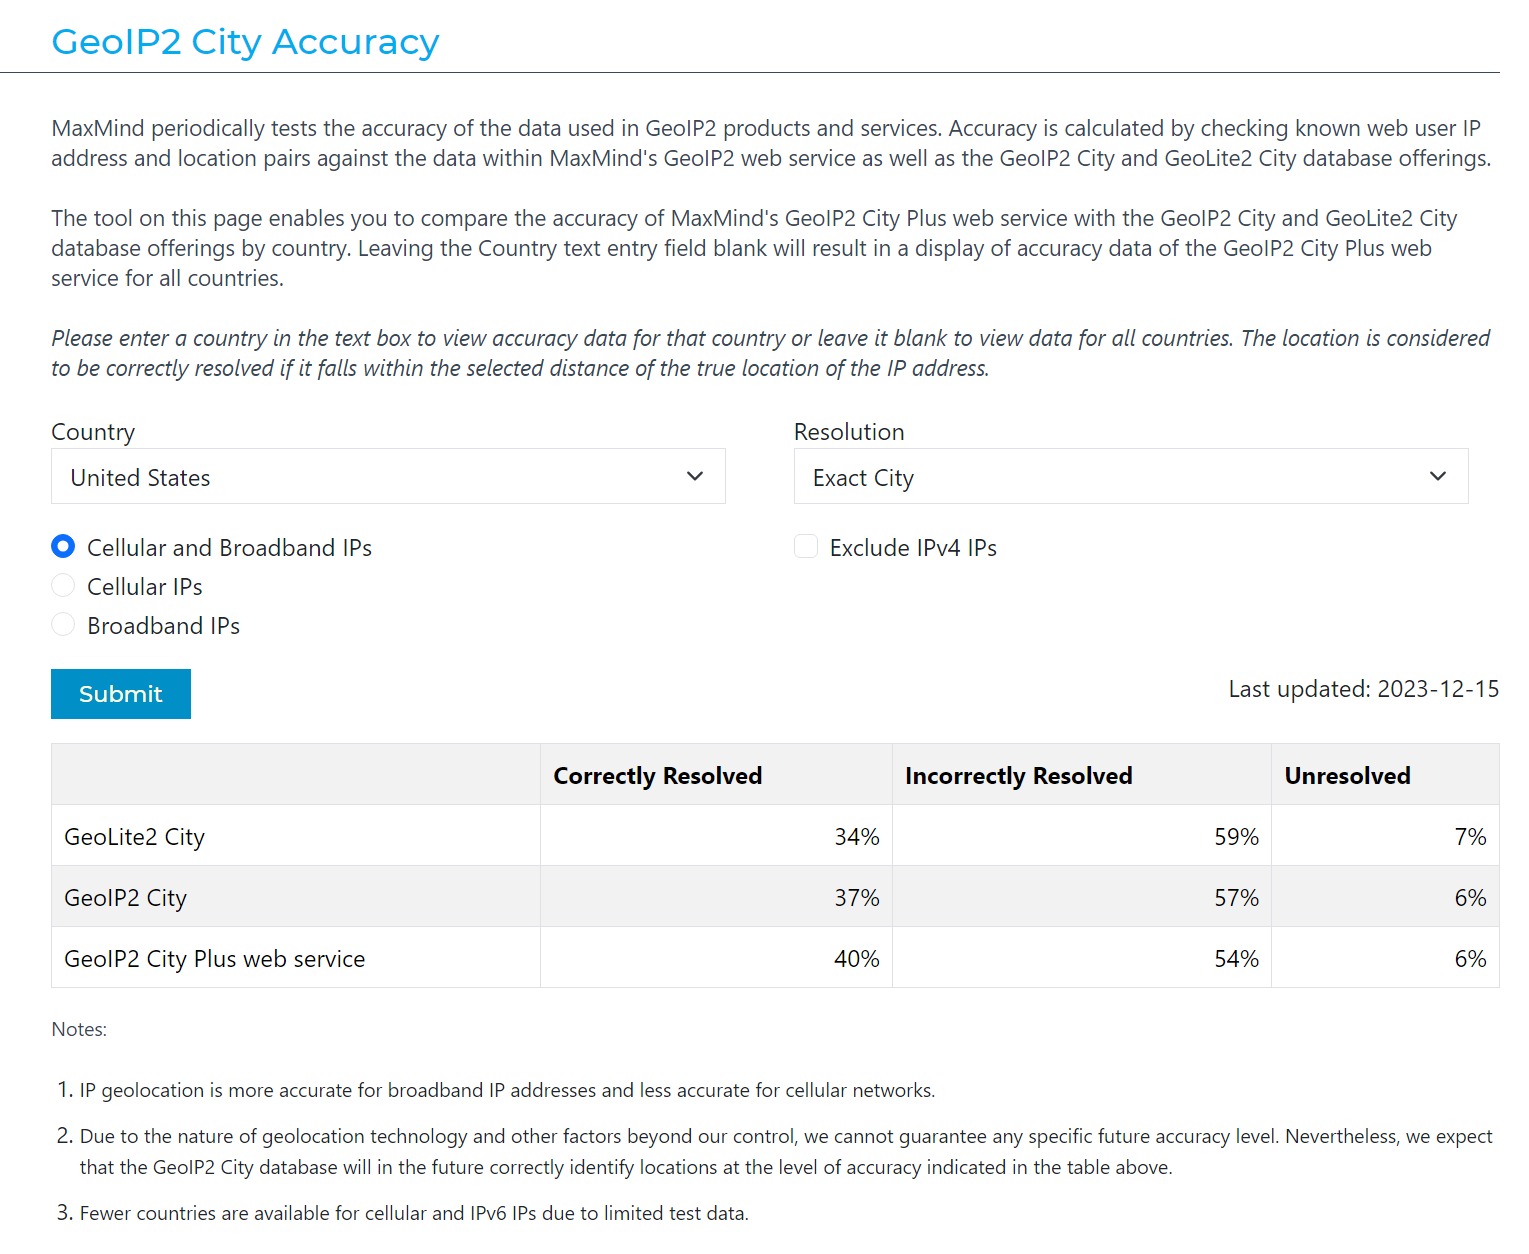 GeoIP2 City Accuracy
MaxMind periodically tests the accuracy of the data used in GeoIP2 products and services. Accuracy is calculated by checking known web user IP
address and location pairs against the data within MaxMind's GeoIP2 web service as well as the GeoIP2 City and GeoLite2 City database offerings.
The tool on this page enables you to compare the accuracy of MaxMind's GeoIP2 City Plus web service with the GeoIP2 City and GeoLite2 City
database offerings by country. Leaving the Country text entry field blank will result in a display of accuracy data of the GeoIP2 City Plus web
service for all countries.
Please enter a country in the text box to view accuracy data for that country or leave it blank to view data for all countries. The location is considered
to be correctly resolved if it falls within the selected distance of the true location of the IP address.
Country Resolution
United States Exact City
Cellular and Broadband IPs Exclude IPv4 IPs
Cellular IPs
Broadband IPs
Submit Last updated: 2023-12-15
Correctly Resolved Incorrectly Resolved Unresolved
GeoLite2 City 34% 59% 7%
GeoIP2 City 37% 57% 6%
GeoIP2 City Plus web service 40% 54% 6%
Notes:
1. IP geolocation is more accurate for broadband IP addresses and less accurate for cellular networks.
2. Due to the nature of geolocation technology and other factors beyond our control, we cannot guarantee any specific future accuracy level. Nevertheless, we expect
that the GeoIP2 City database will in the future correctly identify locations at the level of accuracy indicated in the table above.
3. Fewer countries are available for cellular and IPv6 IPs due to limited test data.